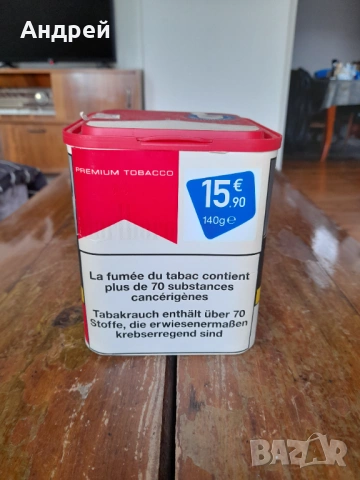 Андрей
PREMIUM TOBACCO
15,€
90
140g℮
La fumée du tabac contient
plus de 70 substances
cancérigènes
Tabakrauch enthält über 70
Stoffe, die erwiesenermaßen
krebserregend sind
BAZAR
bg